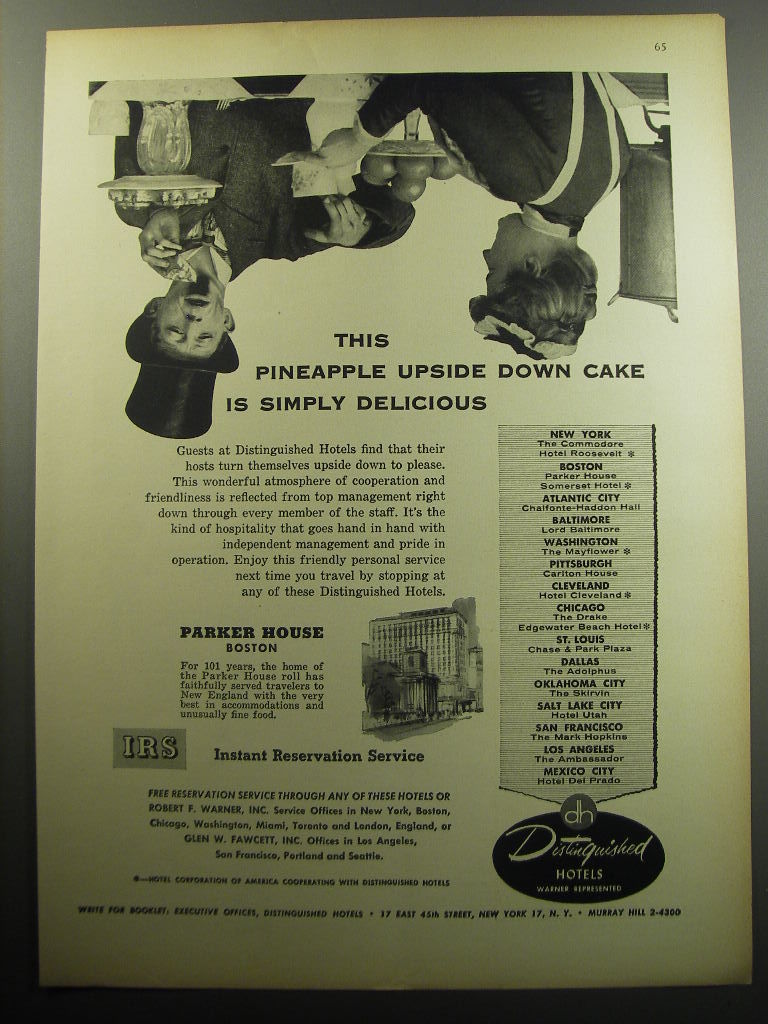 65
THIS
PINEAPPLE UPSIDE DOWN CAKE
IS SIMPLY DELICIOUS
Guests at Distinguished Hotels find that their
hosts turn themselves upside down to please.
This wonderful atmosphere of cooperation and
friendliness is reflected from top management right
down through every member of the staff. It's the
kind of hospitality that goes hand in hand with
independent management and pride in
operation. Enjoy this friendly personal service
next time you travel by stopping at
any of these Distinguished Hotels.
PARKER HOUSE
BOSTON
For 101 years, the home of
the Parker House roll has
faithfully served travelers to
New England with the very
best in accommodations and
unusually fine food.
IRS
Instant Reservation Service
FREE RESERVATION SERVICE THROUGH ANY OF THESE HOTELS OR
ROBERT F. WARNER, INC. Service Offices in New York, Boston,
Chicago, Washington, Miami, Toronto and London, England, or
GLEN W. FAWCETT, INC. Offices in Los Angeles,
San Francisco, Portland and Seattle.
*—HOTEL CORPORATION OF AMERICA COOPERATING WITH DISTINGUISHED HOTELS
NEW YORK
The Commodore
Hotel Roosevelt *
BOSTON
Parker House
Somerset Hotel *
ATLANTIC CITY
Chalfonte-Haddon Hall
BALTIMORE
Lord Baltimore
WASHINGTON
The Mayflower *
PITTSBURGH
Carlton House
CLEVELAND
Hotel Cleveland *
CHICAGO
The Drake
Edgewater Beach Hotel *
ST. LOUIS
Chase & Park Plaza
DALLAS
The Adolphus
OKLAHOMA CITY
The Skirvin
SALT LAKE CITY
Hotel Utah
SAN FRANCISCO
The Mark Hopkins
LOS ANGELES
The Ambassador
MEXICO CITY
Hotel Del Prado
dh
Distinguished
HOTELS
WARNER REPRESENTED
WRITE FOR BOOKLET; EXECUTIVE OFFICES, DISTINGUISHED HOTELS • 17 EAST 45th STREET, NEW YORK 17, N. Y. • MURRAY HILL 2-4300